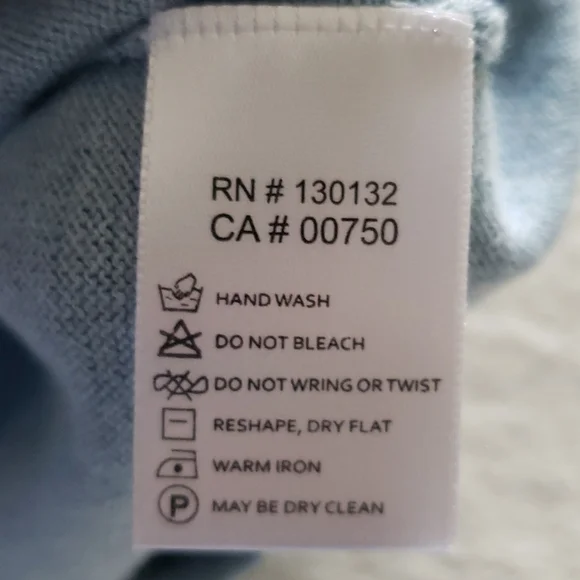 RN # 130132
CA # 00750
HAND WASH
DO NOT BLEACH
DO NOT WRING OR TWIST
RESHAPE, DRY FLAT
WARM IRON
P MAY BE DRY CLEAN